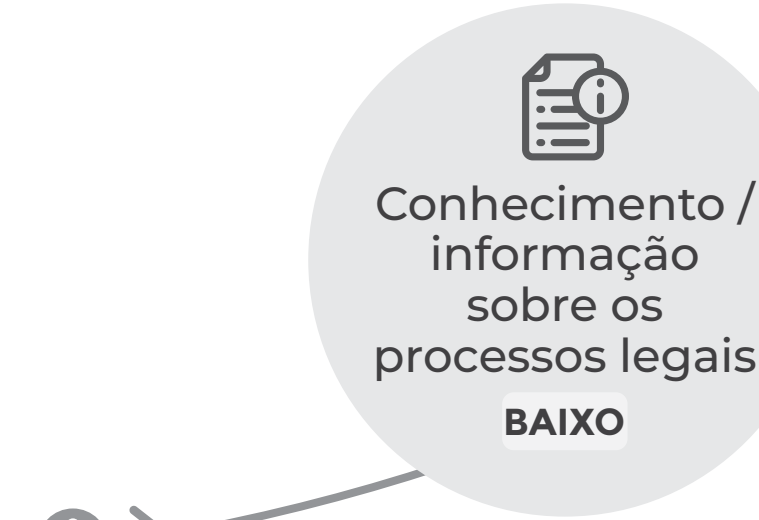 Conhecimento /
informação
sobre os
processos legais
BAIXO